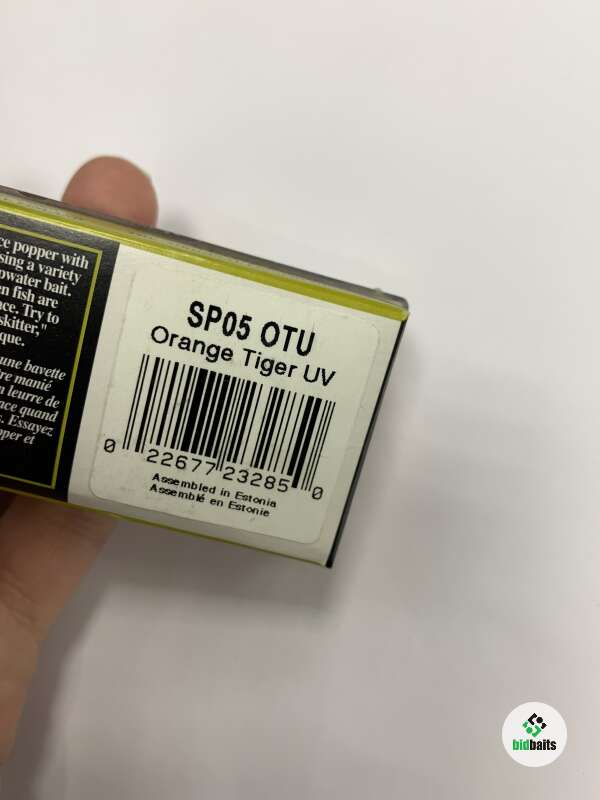 ce popper with
sing a variety
pwater bait.
en fish are
ce. Try to
skitter,"
que.
une bavette
re manié
n leurre de
ace quand
s. Essayez
pper et
SP05 OTU
Orange Tiger UV
0 22677 23285 0
Assembled in Estonia
Assemblé en Estonie
bidbaits